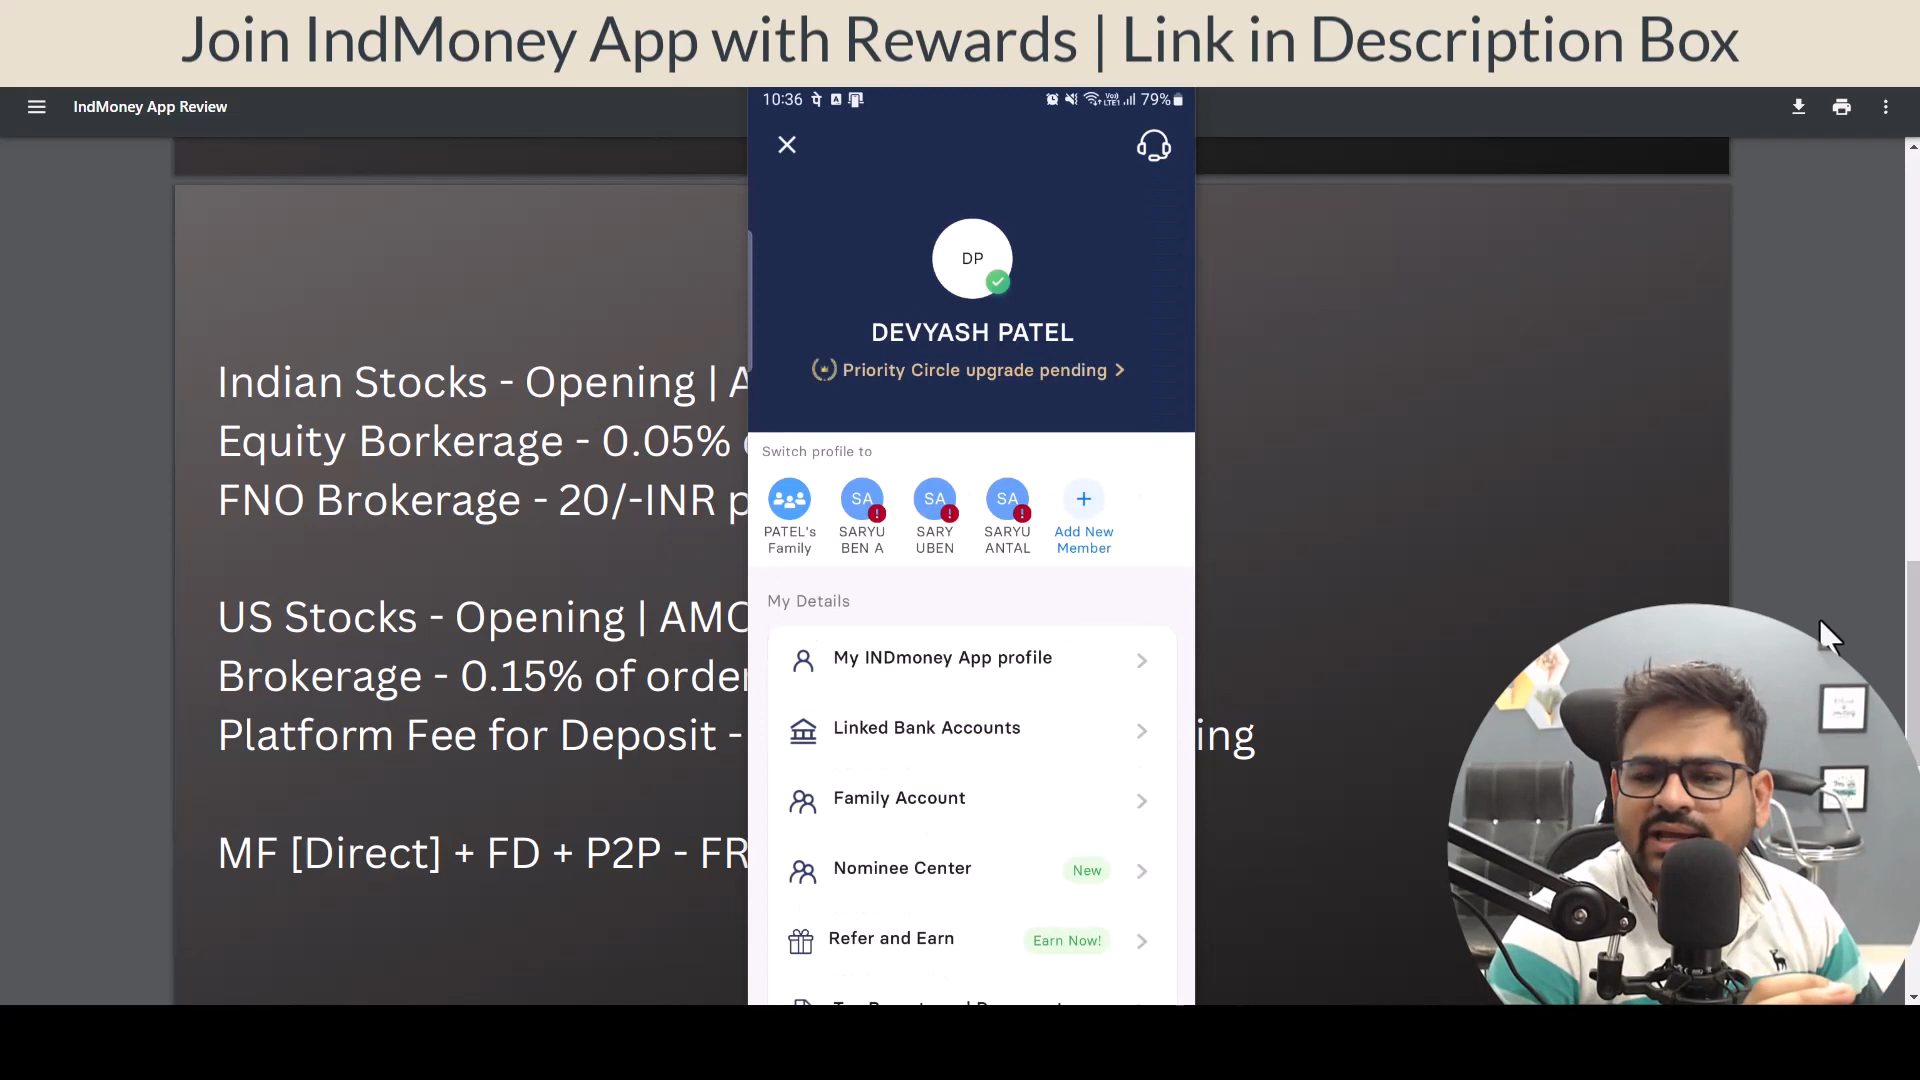 Join IndMoney App with Rewards | Link in Description Box
IndMoney App Review
10:36
79%
DP
DEVYASH PATEL
Priority Circle upgrade pending
Switch profile to
SA
SA
SA
PATEL's Family
SARYU BEN A
SARY UBEN
SARYU ANTAL
Add New Member
My Details
My INDmoney App profile
Linked Bank Accounts
Family Account
Nominee Center
New
Refer and Earn
Earn Now!
Indian Stocks - Opening |
Equity Borkerage - 0.05%
FNO Brokerage - 20/-INR
US Stocks - Opening | AMC
Brokerage - 0.15% of order
Platform Fee for Deposit -
MF [Direct] + FD + P2P -